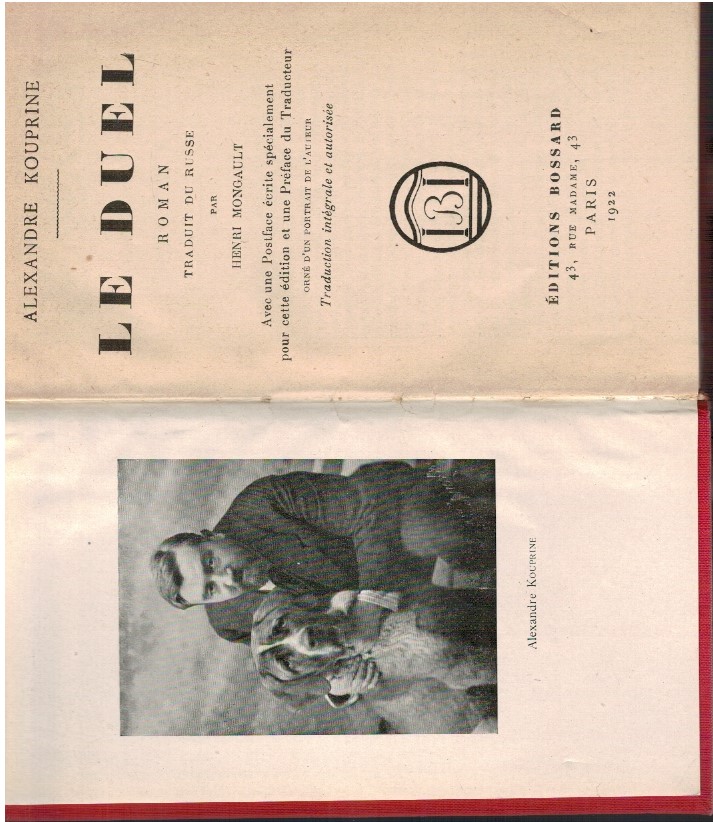 ALEXANDRE KOUPRINE
LE DUEL
ROMAN
TRADUIT DU RUSSE
PAR
HENRI MONGAULT
Avec une Postface écrite spécialement
pour cette édition et une Préface du Traducteur
ORNÉ D'UN PORTRAIT DE L'AUTEUR
Traduction intégrale et autorisée
B
ÉDITIONS BOSSARD
43, RUE MADAME, 43
PARIS
1922
Alexandre KOUPRINE